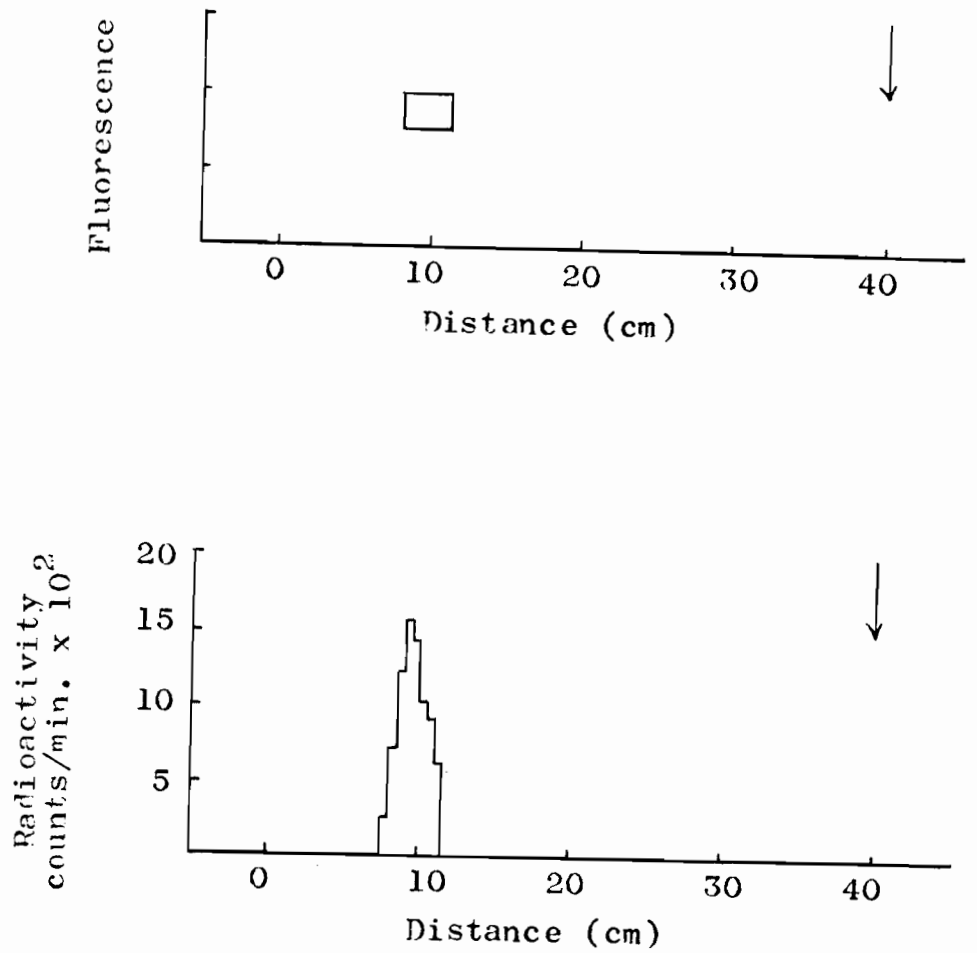 Fluorescence
0 10 20 30 40
Distance (cm)
Radioactivity
counts/min. x 10²
20
15
10
5
0 10 20 30 40
Distance (cm)